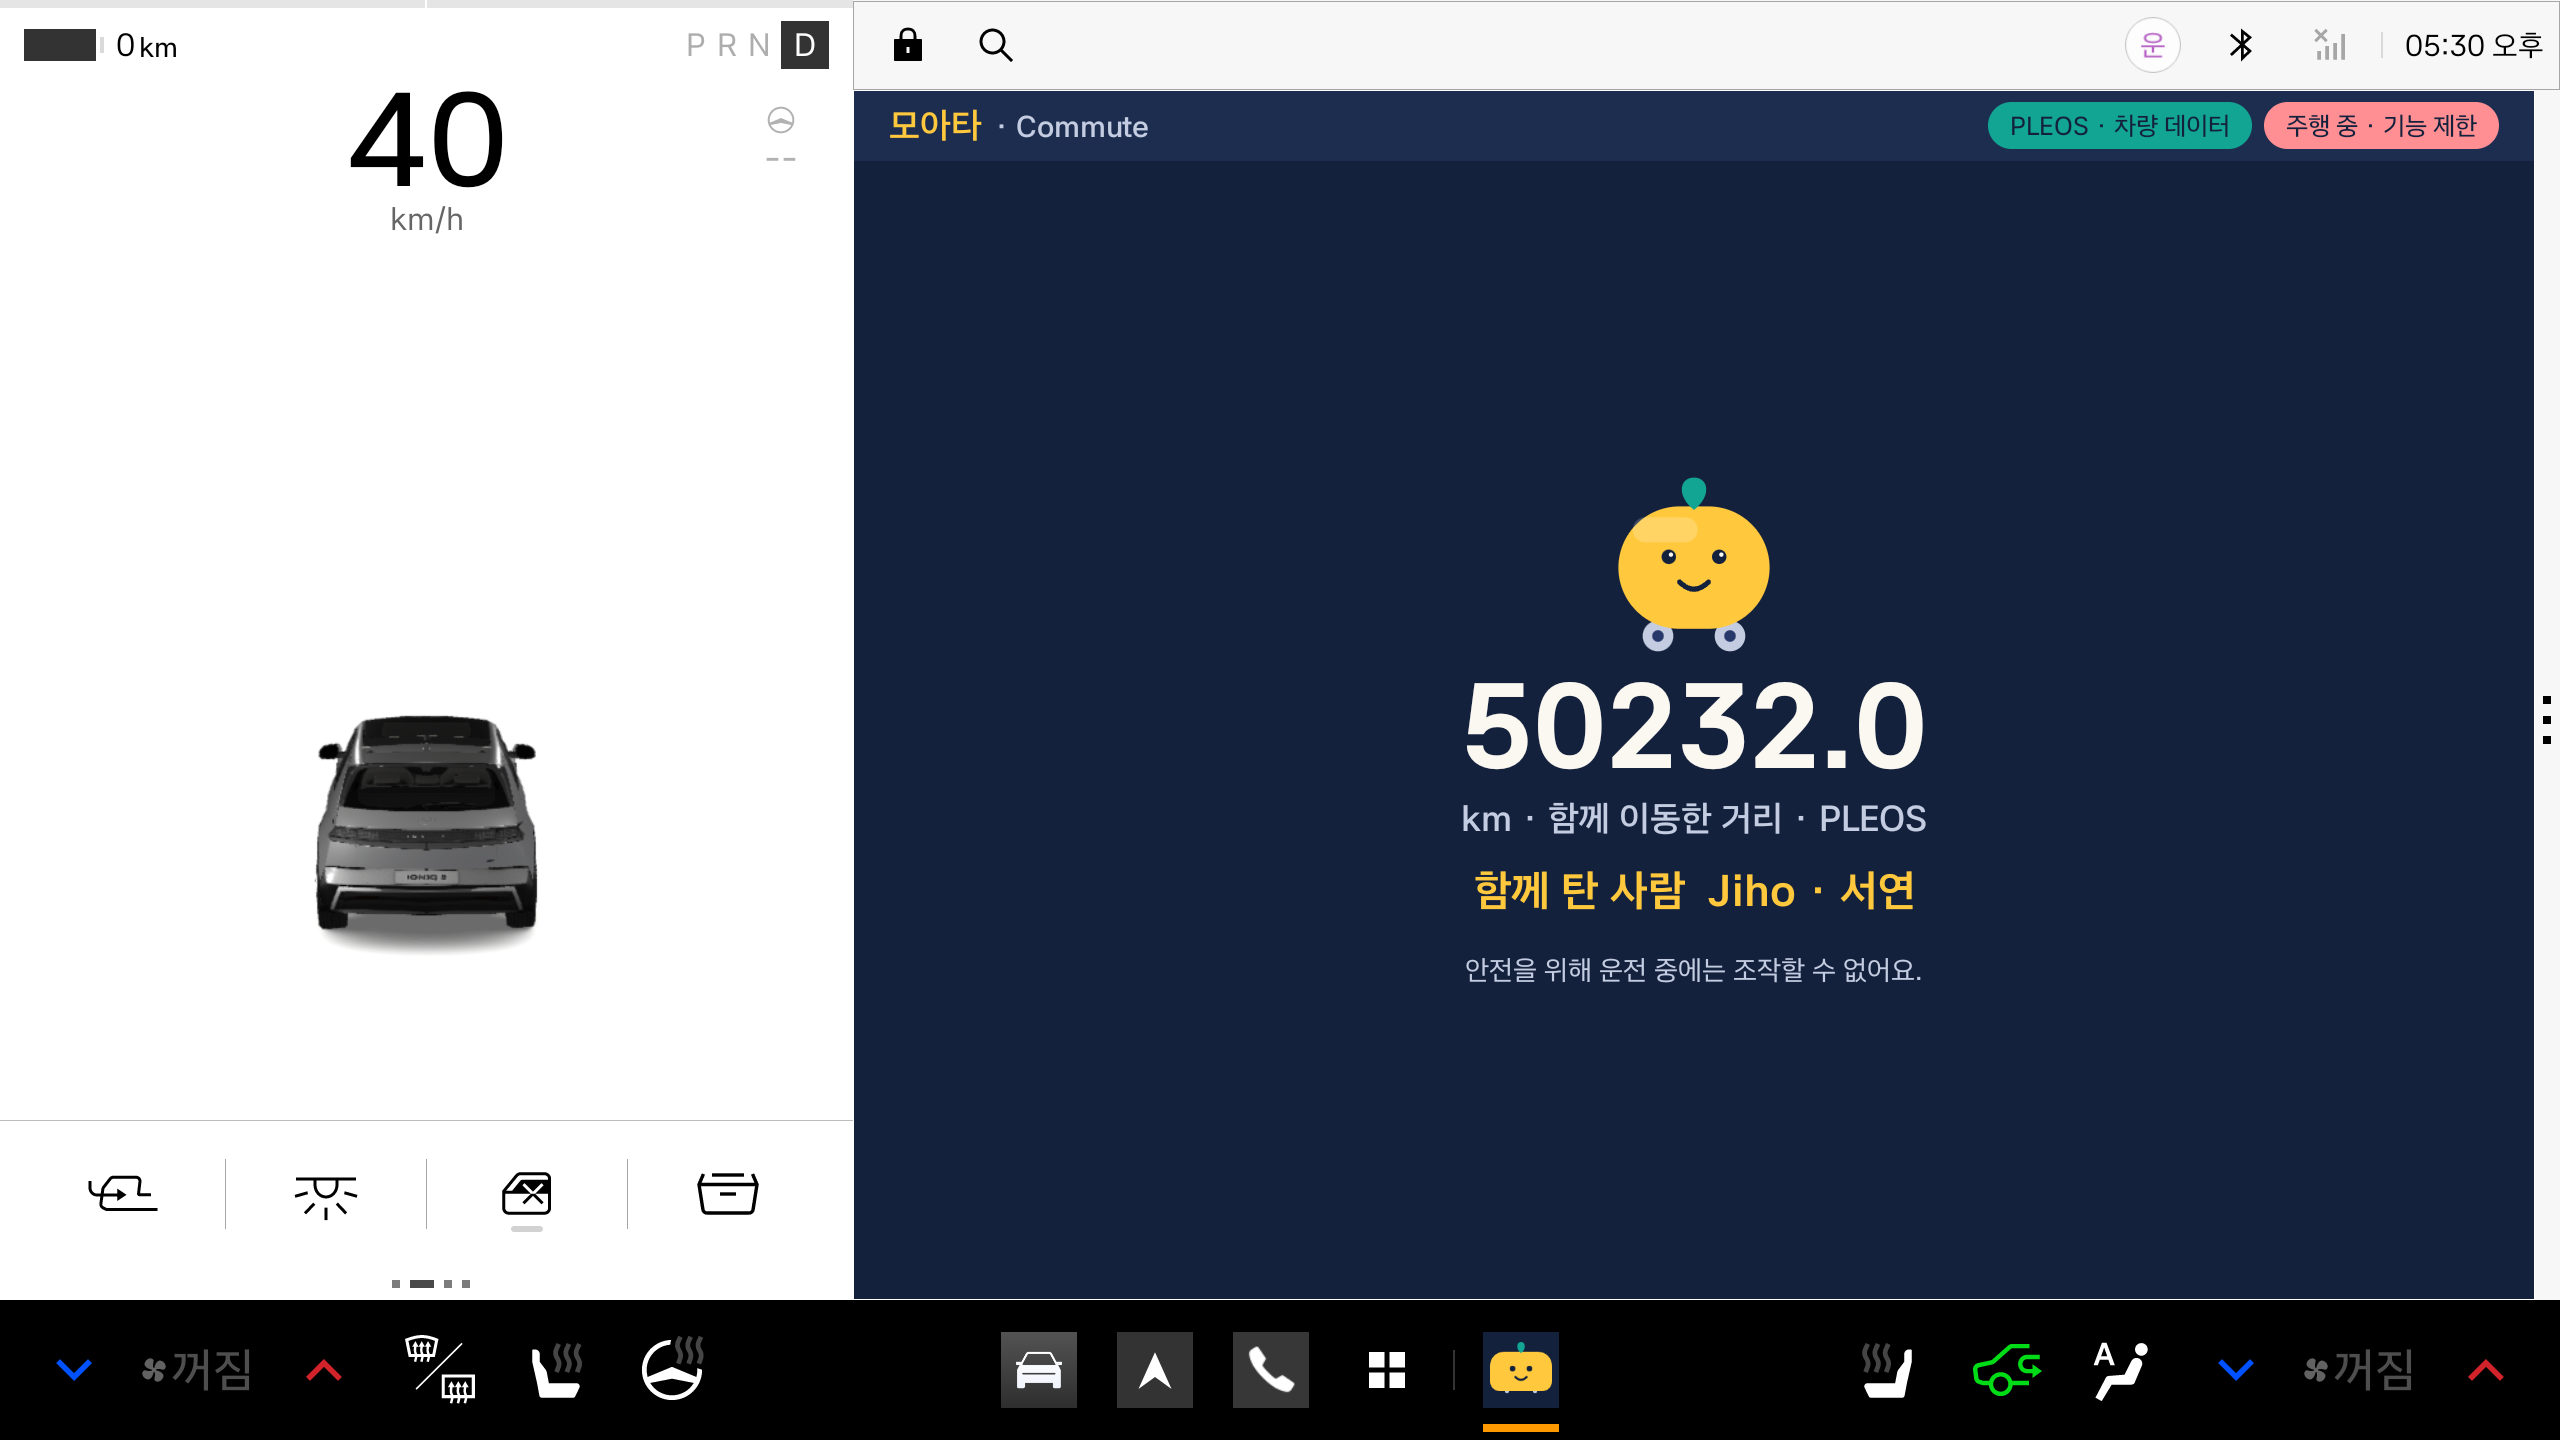 0 km
P R N D
40
km/h
운
05:30 오후
모아타 · Commute
PLEOS · 차량 데이터
주행 중 · 기능 제한
50232.0
km · 함께 이동한 거리 · PLEOS
함께 탄 사람 Jiho · 서연
안전을 위해 운전 중에는 조작할 수 없어요.
꺼짐
A
꺼짐